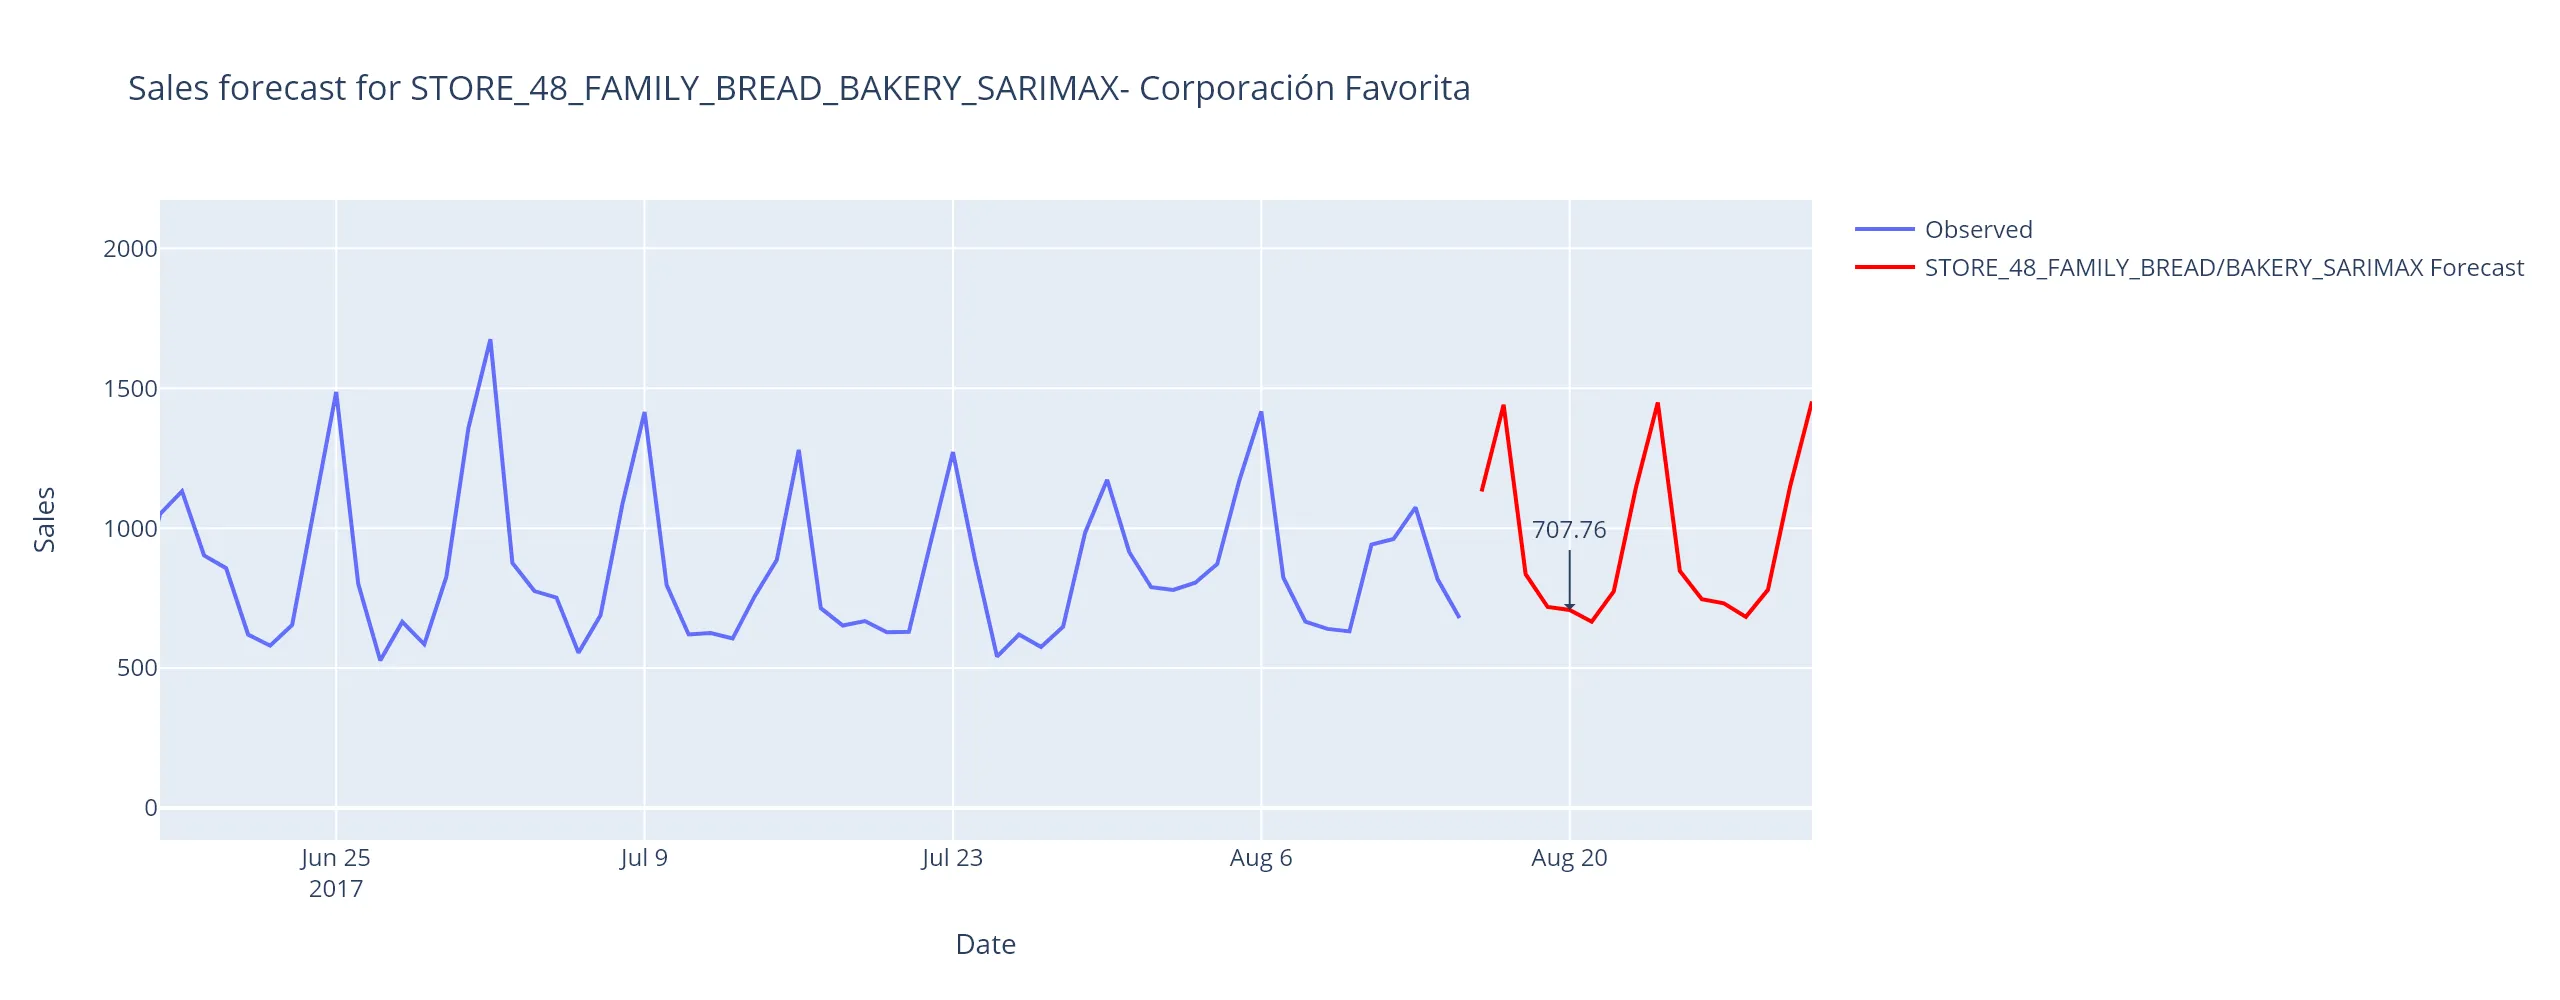 Sales forecast for STORE_48_FAMILY_BREAD_BAKERY_SARIMAX- Corporación Favorita
Observed
STORE_48_FAMILY_BREAD/BAKERY_SARIMAX Forecast
2000
1500
1000
500
0
Sales
707.76
Jun 25
2017
Jul 9
Jul 23
Aug 6
Aug 20
Date